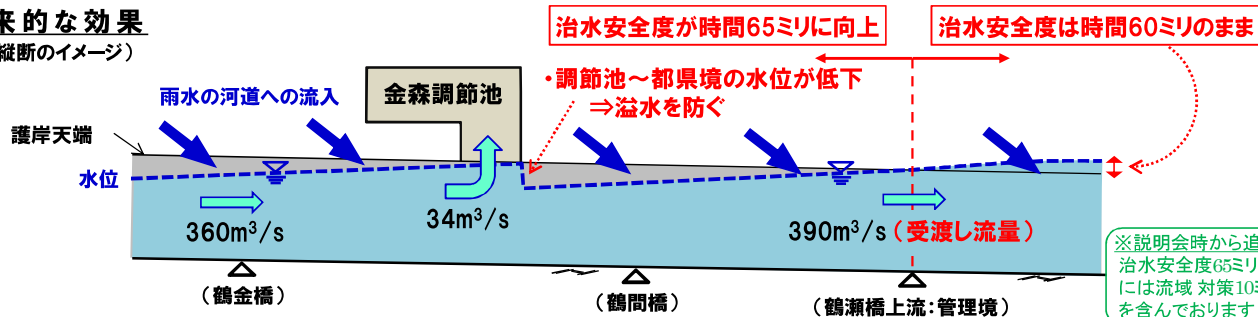 来的な効果
縦断のイメージ)
治水安全度が時間65ミリに向上
治水安全度は時間60ミリのまま
雨水の河道への流入
金森調節池
・調節池～都県境の水位が低下
⇒溢水を防ぐ
護岸天端
水位
360m³/s
34m³/s
390m³/s(受渡し流量)
(鶴金橋)
(鶴間橋)
(鶴瀬橋上流:管理境)
※説明会時から追
治水安全度65ミリ
には流域 対策10ミ
を含んでおります